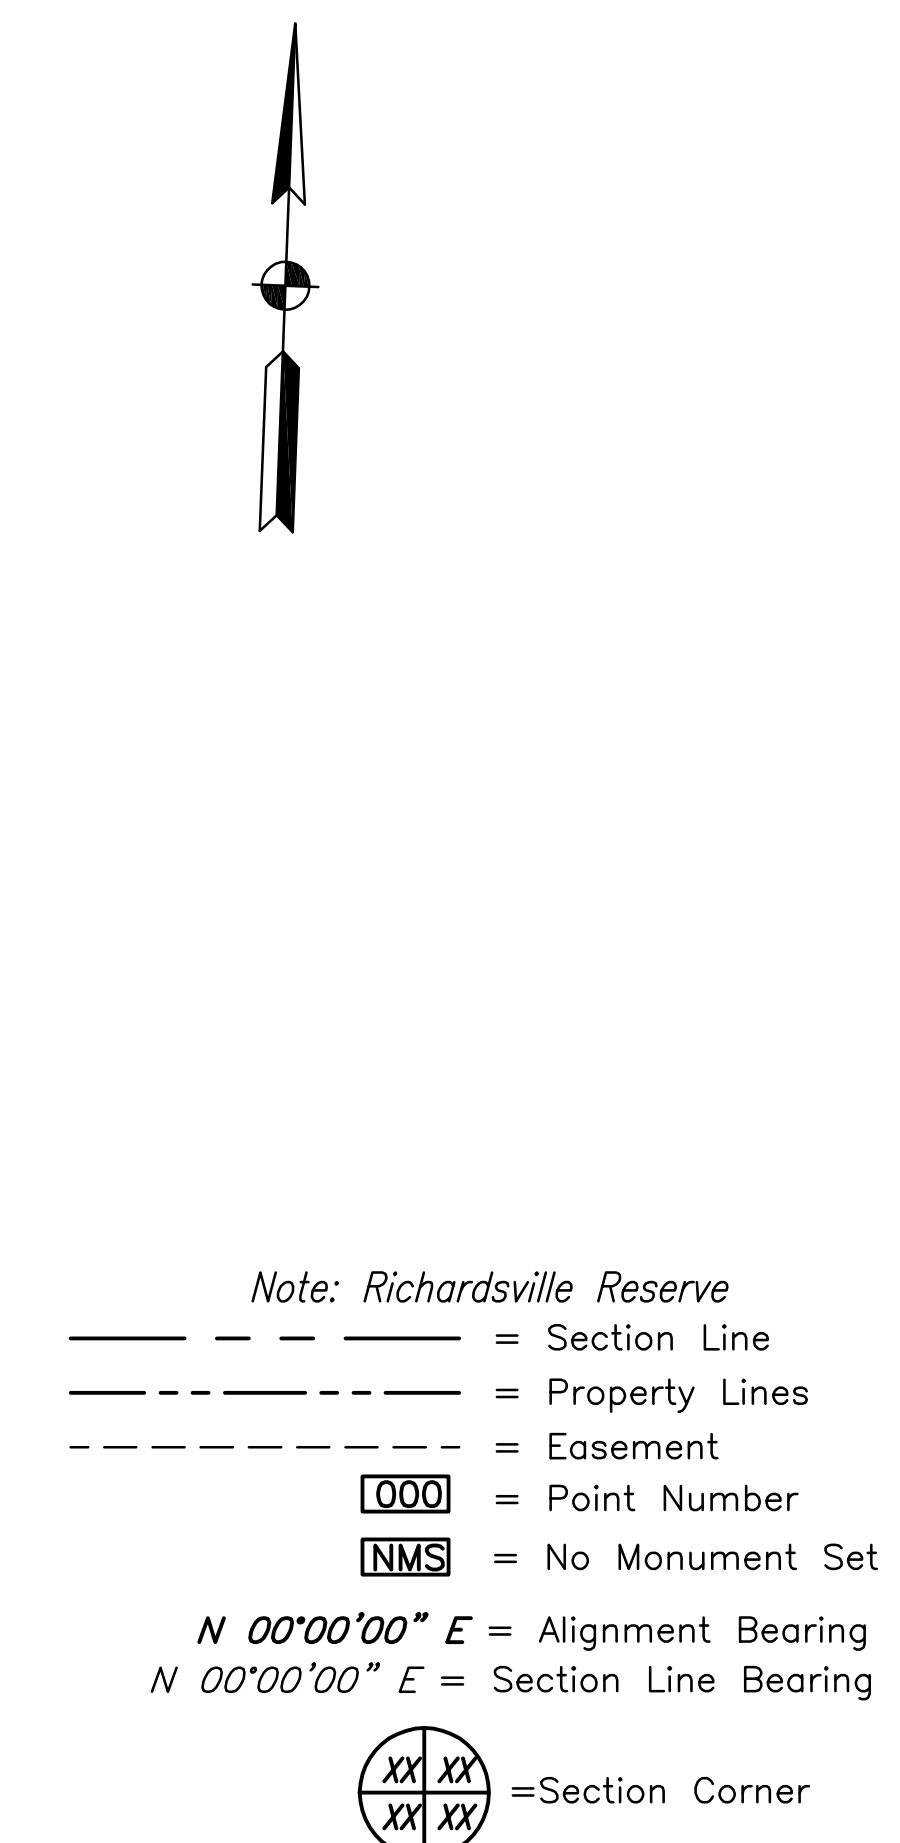 Note: Richardsville Reserve
= Section Line
= Property Lines
= Easement
000 = Point Number
NMS = No Monument Set
N 00°00'00" E = Alignment Bearing
N 00°00'00" E = Section Line Bearing
XX XX
=Section Corner
XX XX